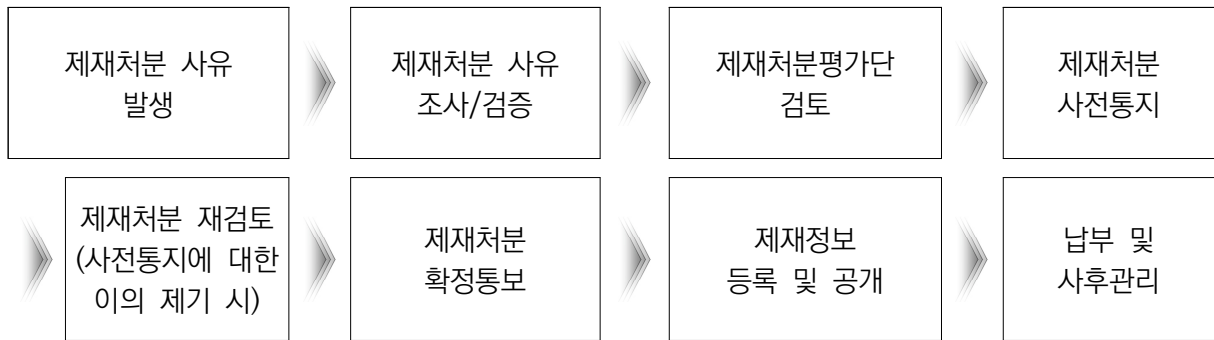 제재처분 사유
발생
제재처분 사유
조사/검증
제재처분평가단
검토
제재처분
사전통지
제재처분 재검토
(사전통지에 대한
이의 제기 시)
제재처분
확정통보
제재정보
등록 및 공개
납부 및
사후관리